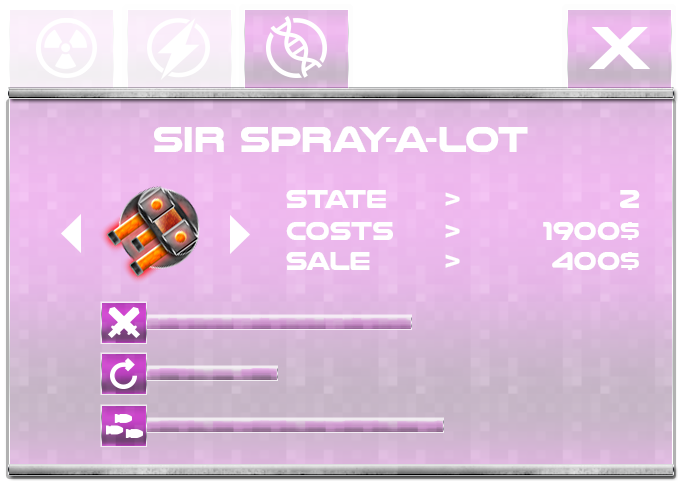 SIR SPRAY-A-LOT
STATE > 2
COSTS > 1900$
SALE > 400$